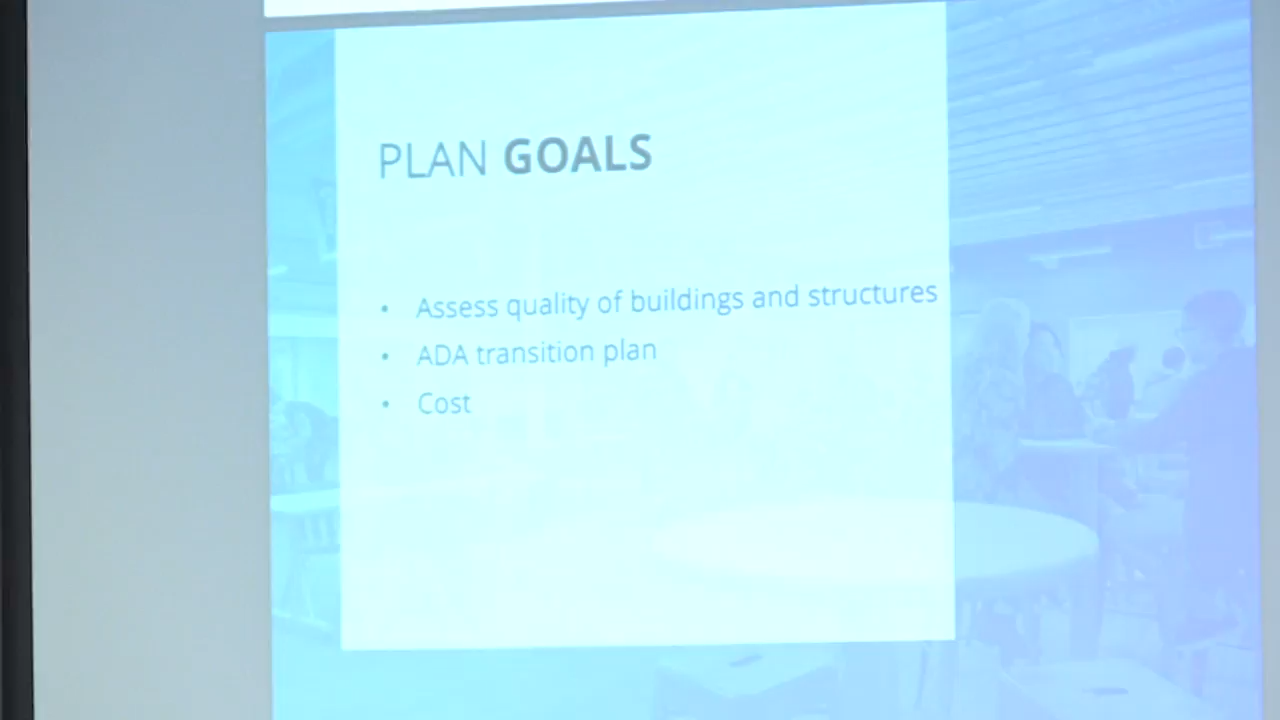 PLAN GOALS
• Assess quality of buildings and structures
• ADA transition plan
• Cost